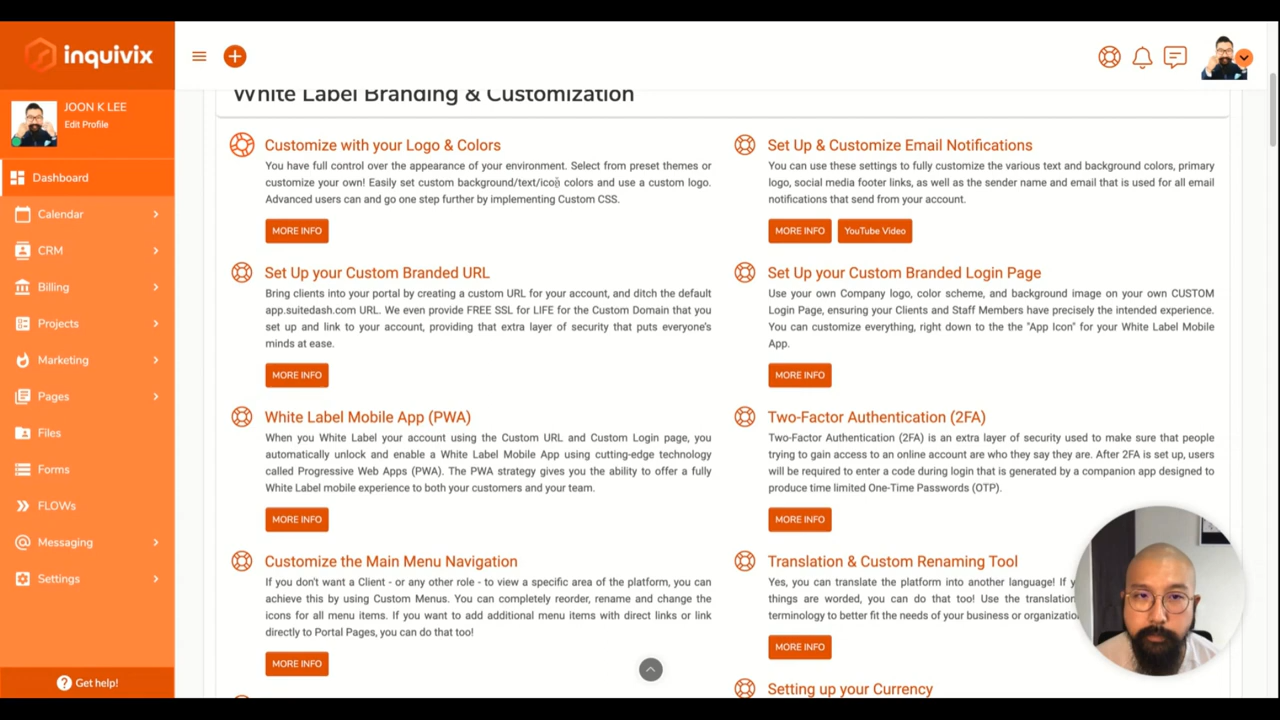 inquivix
JOON K LEE
Edit Profile
Dashboard
Calendar
CRM
Billing
Projects
Marketing
Pages
Files
Forms
FLOWs
Messaging
Settings
Get help!
White Label Branding & Customization
Customize with your Logo & Colors
You have full control over the appearance of your environment. Select from preset themes or
customize your own! Easily set custom background/text/icon colors and use a custom logo.
Advanced users can and go one step further by implementing Custom CSS.
MORE INFO
Set Up & Customize Email Notifications
You can use these settings to fully customize the various text and background colors, primary
logo, social media footer links, as well as the sender name and email that is used for all email
notifications that send from your account.
MORE INFO
YouTube Video
Set Up your Custom Branded URL
Bring clients into your portal by creating a custom URL for your account, and ditch the default
app.suitedash.com URL. We even provide FREE SSL for LIFE for the Custom Domain that you
set up and link to your account, providing that extra layer of security that puts everyone's
minds at ease.
MORE INFO
Set Up your Custom Branded Login Page
Use your own Company logo, color scheme, and background image on your own CUSTOM
Login Page, ensuring your Clients and Staff Members have precisely the intended experience.
You can customize everything, right down to the the "App Icon" for your White Label Mobile
App.
MORE INFO
White Label Mobile App (PWA)
When you White Label your account using the Custom URL and Custom Login page, you
automatically unlock and enable a White Label Mobile App using cutting-edge technology
called Progressive Web Apps (PWA). The PWA strategy gives you the ability to offer a fully
White Label mobile experience to both your customers and your team.
MORE INFO
Two-Factor Authentication (2FA)
Two-Factor Authentication (2FA) is an extra layer of security used to make sure that people
trying to gain access to an online account are who they say they are. After 2FA is set up, users
will be required to enter a code during login that is generated by a companion app designed to
produce time limited One-Time Passwords (OTP).
MORE INFO
Customize the Main Menu Navigation
If you don't want a Client - or any other role - to view a specific area of the platform, you can
achieve this by using Custom Menus. You can completely reorder, rename and change the
icons for all menu items. If you want to add additional menu items with direct links or link
directly to Portal Pages, you can do that too!
MORE INFO
Translation & Custom Renaming Tool
Yes, you can translate the platform into another language! If
things are worded, you can do that too! Use the translation
terminology to better fit the needs of your business or
MORE INFO
Setting up your Currency